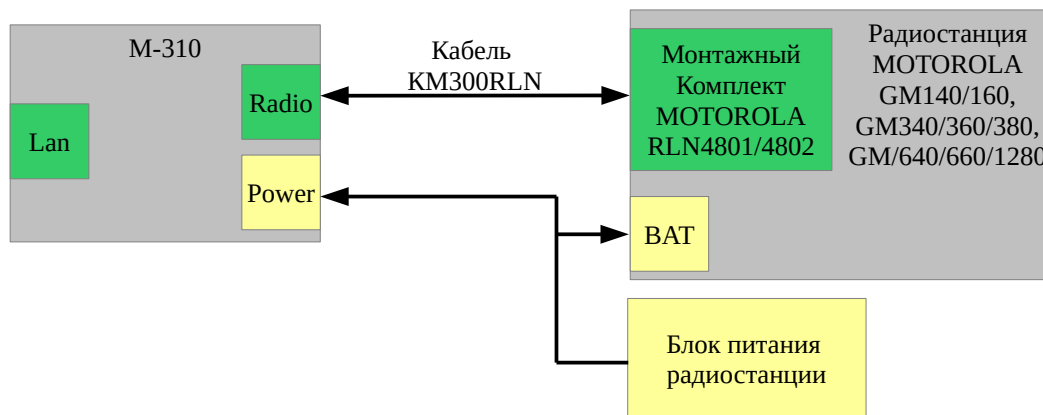 М-310
Lan
Radio
Power
Кабель
КМ300RLN
Монтажный
Комплект
MOTOROLA
RLN4801/4802
Радиостанция
MOTOROLA
GM140/160,
GM340/360/380,
GM/640/660/1280
BAT
Блок питания
радиостанции